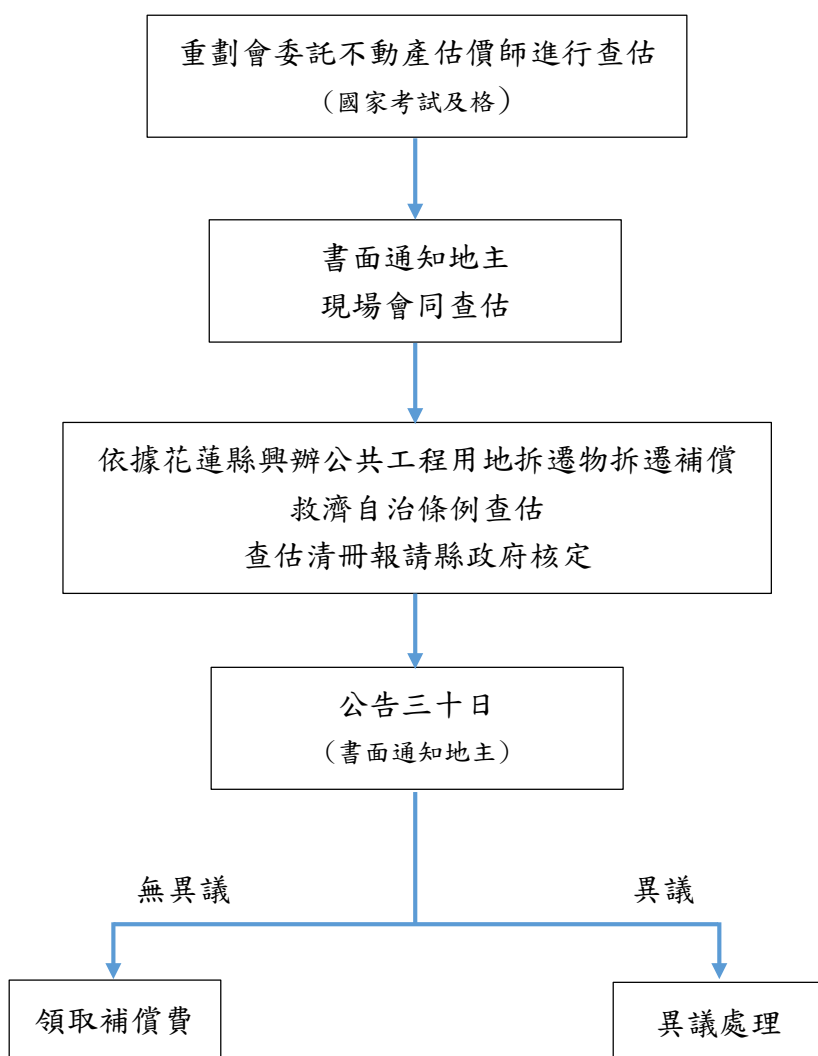 重劃會委託不動產估價師進行查估
（國家考試及格）
書面通知地主
現場會同查估
依據花蓮縣興辦公共工程用地拆遷物拆遷補償
救濟自治條例查估
查估清冊報請縣政府核定
公告三十日
（書面通知地主）
無異議
異議
領取補償費
異議處理